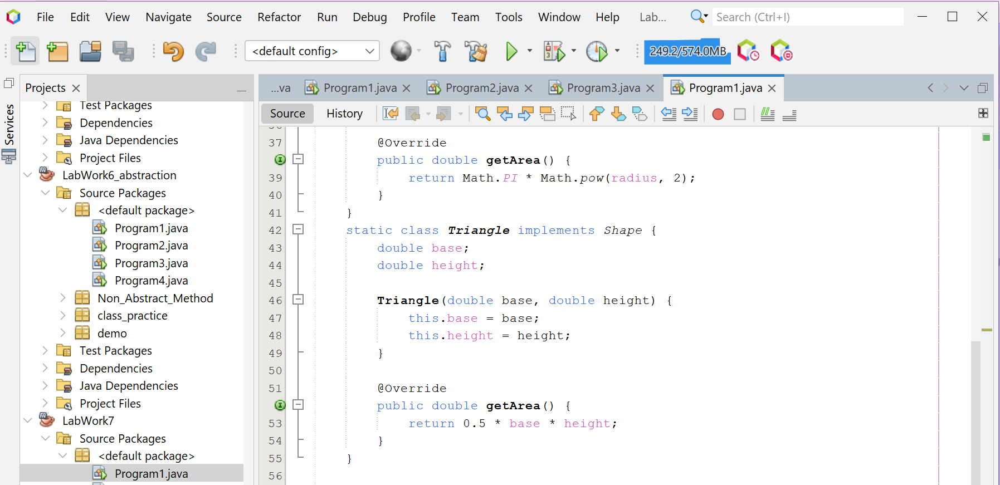 File Edit View Navigate Source Refactor Run Debug Profile Team Tools Window Help Lab... Search (Ctrl+I)
<default config> 249.2/574.0MB
Services
Projects
Test Packages
Dependencies
Java Dependencies
Project Files
LabWork6_abstraction
Source Packages
<default package>
Program1.java
Program2.java
Program3.java
Program4.java
Non_Abstract_Method
class_practice
demo
Test Packages
Dependencies
Java Dependencies
Project Files
LabWork7
Source Packages
<default package>
Program1.java
...va Program1.java Program2.java Program3.java Program1.java
Source History
37 @Override
public double getArea() {
39 return Math.PI * Math.pow(radius, 2);
40 }
41 }
42 static class Triangle implements Shape {
43 double base;
44 double height;
45
46 Triangle(double base, double height) {
47 this.base = base;
48 this.height = height;
49 }
50
51 @Override
public double getArea() {
53 return 0.5 * base * height;
54 }
55 }
56